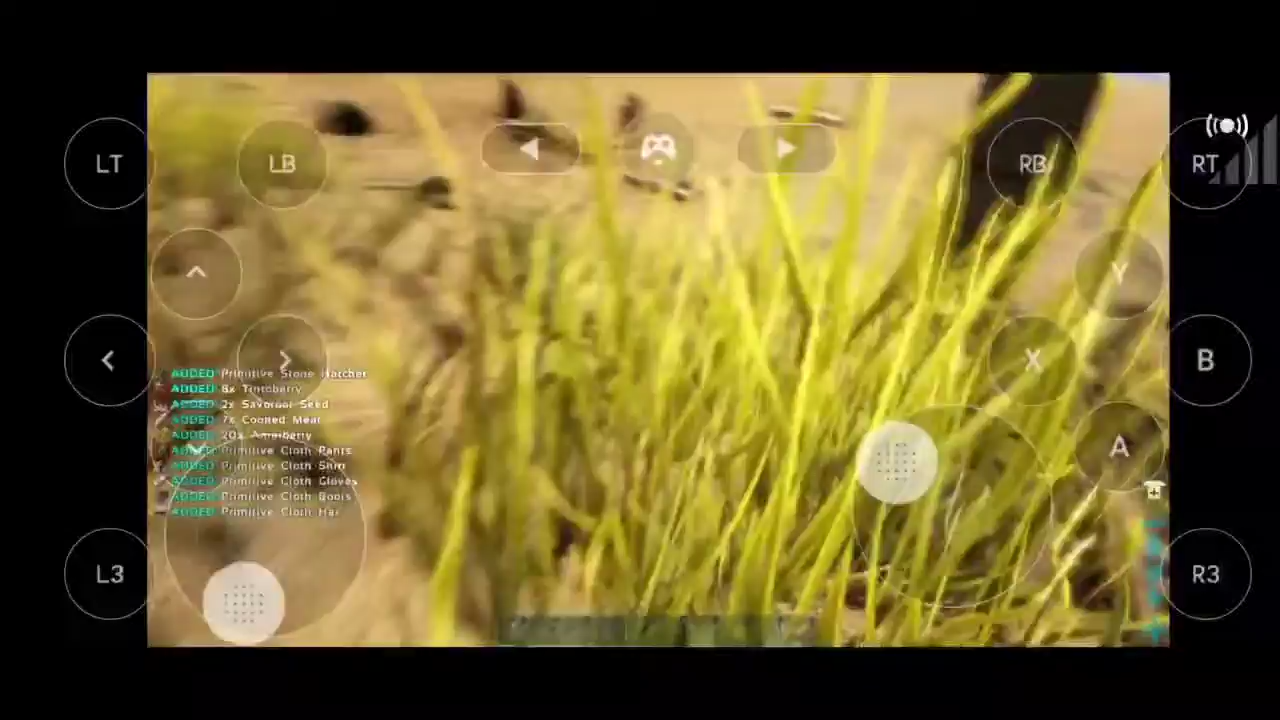 LT
LB
RB
RT
Y
X
B
ADDED Primitive Stone Hatchet
ADDED 8x Tintoberry
ADDED 2x Savoroot Seed
ADDED 7x Cooked Meat
ADDED 20x Amarberry
ADDED Primitive Cloth Pants
ADDED Primitive Cloth Shirt
ADDED Primitive Cloth Gloves
ADDED Primitive Cloth Boots
ADDED Primitive Cloth Hat
A
L3
R3